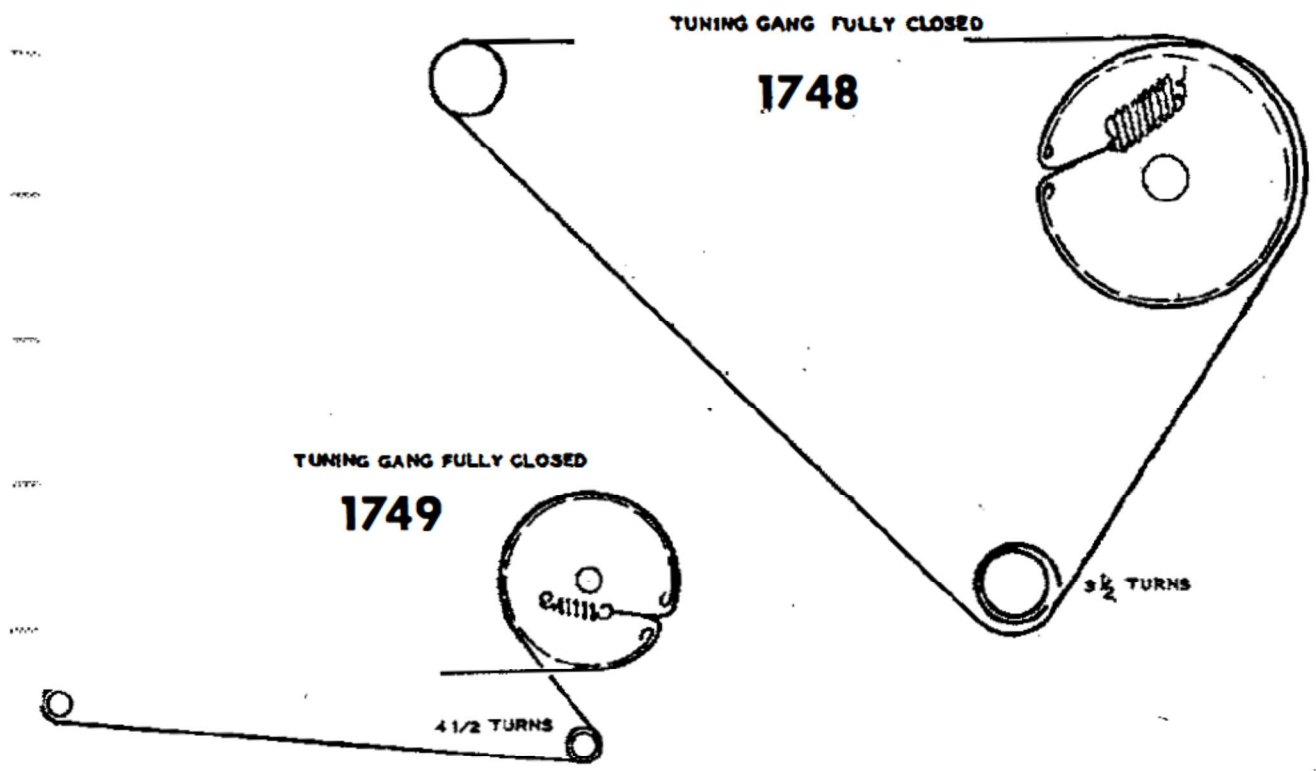 TUNING GANG FULLY CLOSED
1748
TUNING GANG FULLY CLOSED
1749
3½ TURNS
4 1/2 TURNS